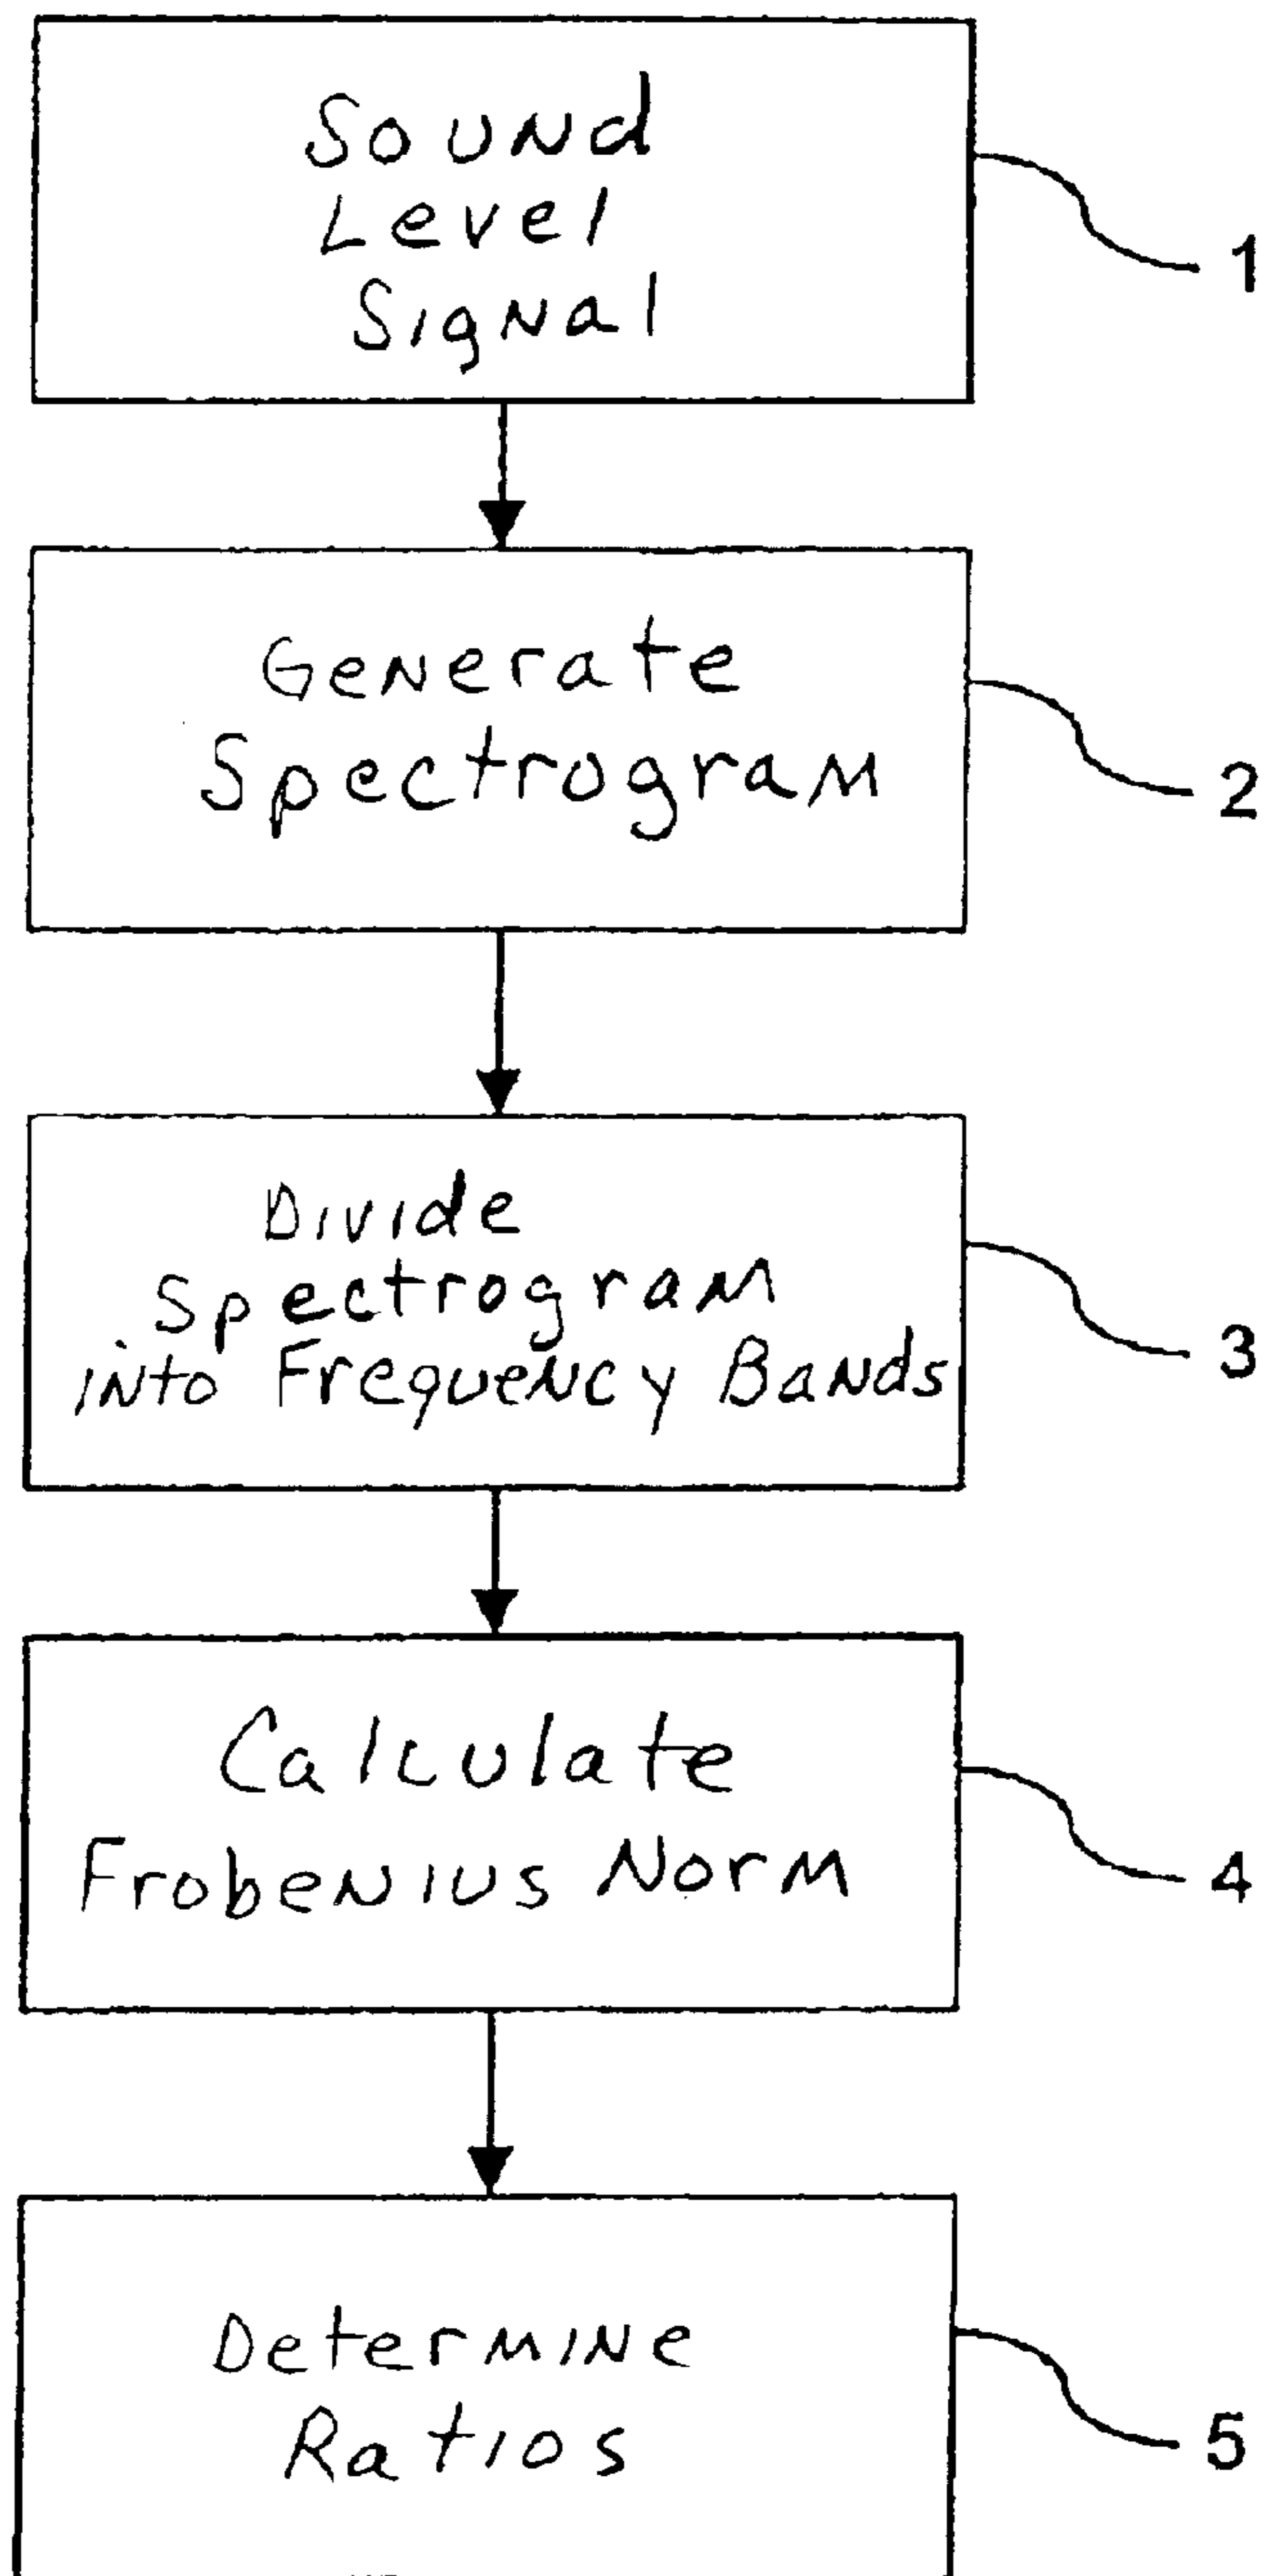 Sound
Level
Signal
1
Generate
Spectrogram
2
Divide
Spectrogram
into Frequency Bands
3
Calculate
Frobenius Norm
4
Determine
Ratios
5